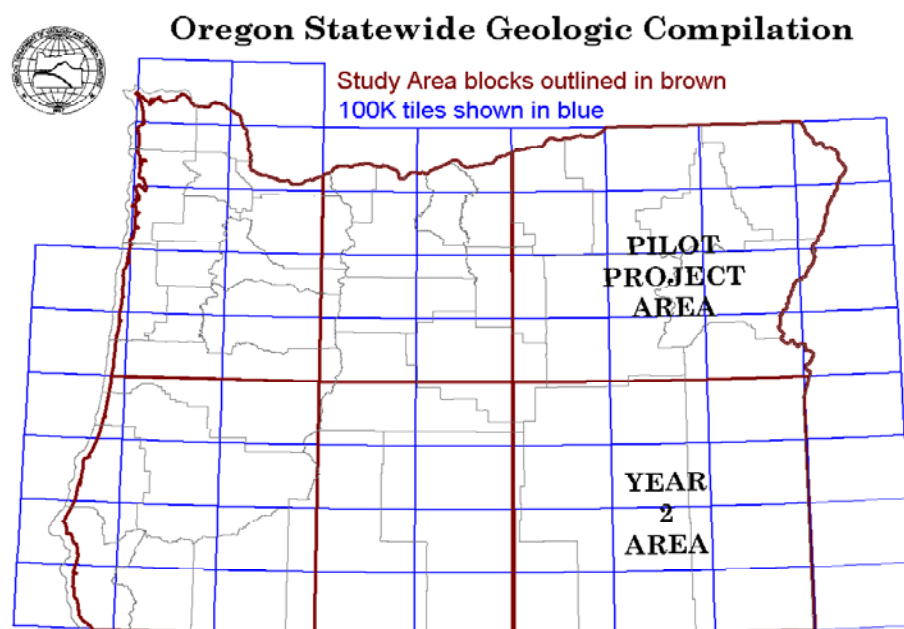 Oregon Statewide Geologic Compilation
Study Area blocks outlined in brown
100K tiles shown in blue
PILOT
PROJECT
AREA
YEAR
2
AREA